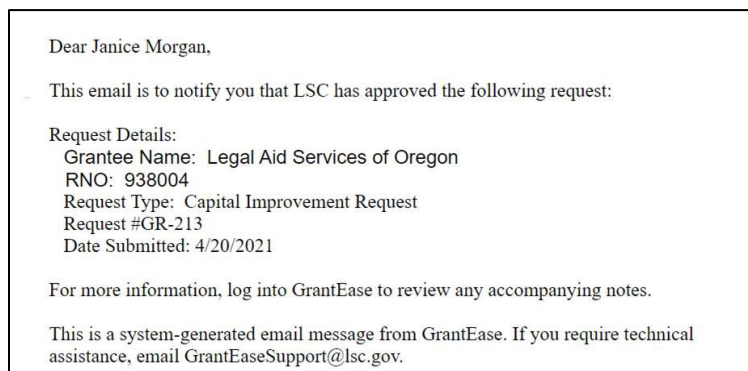 Dear Janice Morgan,
This email is to notify you that LSC has approved the following request:
Request Details:
Grantee Name: Legal Aid Services of Oregon
RNO: 938004
Request Type: Capital Improvement Request
Request #GR-213
Date Submitted: 4/20/2021
For more information, log into GrantEase to review any accompanying notes.
This is a system-generated email message from GrantEase. If you require technical
assistance, email GrantEaseSupport@lsc.gov.